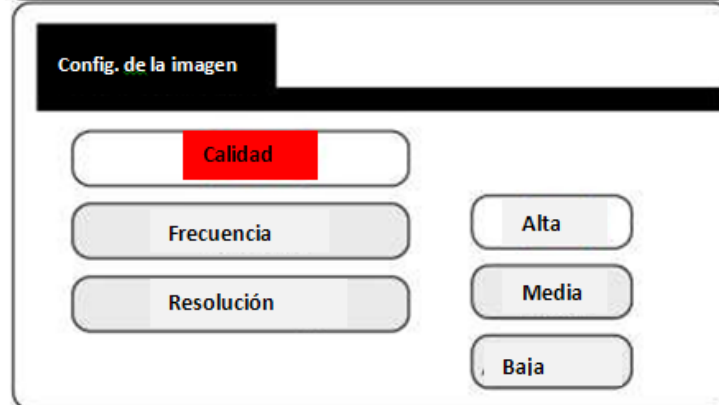 Config. de la imagen
Calidad
Frecuencia
Resolución
Alta
Media
Baja